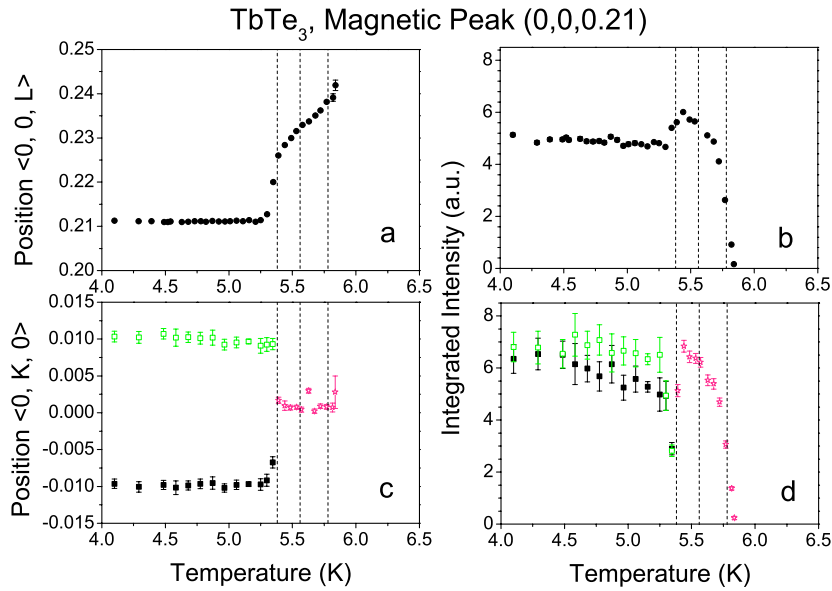 TbTe3, Magnetic Peak (0,0,0.21)
Position <0, 0, L>
0.25
0.24
0.23
0.22
0.21
0.20
4.0 4.5 5.0 5.5 6.0 6.5
a
Integrated Intensity (a.u.)
8
6
4
2
0
4.0 4.5 5.0 5.5 6.0 6.5
b
Position <0, K, 0>
0.015
0.010
0.005
0.000
-0.005
-0.010
-0.015
4.0 4.5 5.0 5.5 6.0 6.5
c
Temperature (K)
8
6
4
2
0
4.0 4.5 5.0 5.5 6.0 6.5
d
Temperature (K)